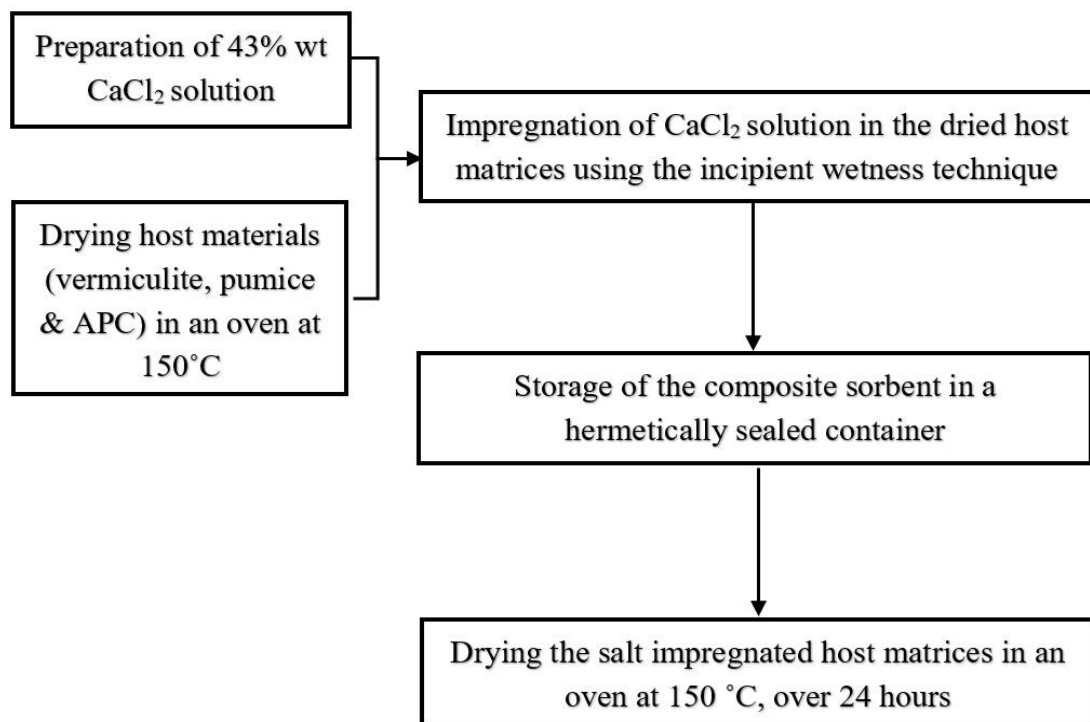 Preparation of 43% wt
CaCl₂ solution
Drying host materials
(vermiculite, pumice
& APC) in an oven at
150˚C
Impregnation of CaCl₂ solution in the dried host
matrices using the incipient wetness technique
Storage of the composite sorbent in a
hermetically sealed container
Drying the salt impregnated host matrices in an
oven at 150 ˚C, over 24 hours